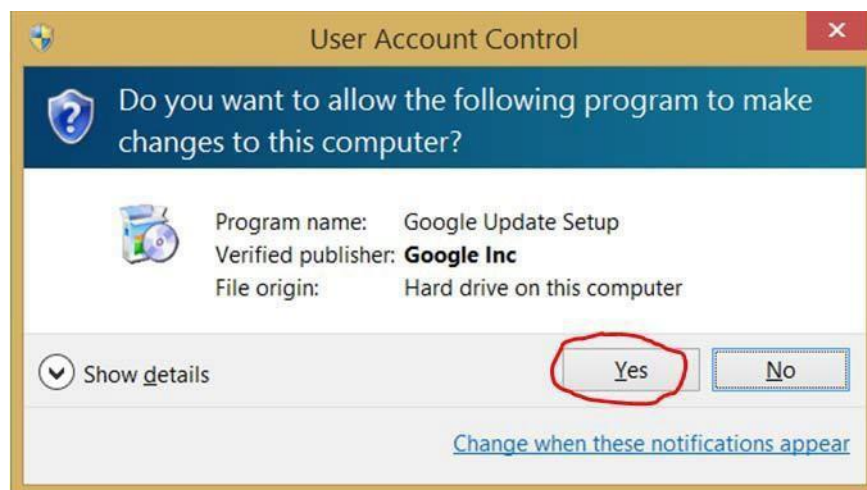 User Account Control
Do you want to allow the following program to make
changes to this computer?
Program name: Google Update Setup
Verified publisher: Google Inc
File origin: Hard drive on this computer
Show details
Yes
No
Change when these notifications appear